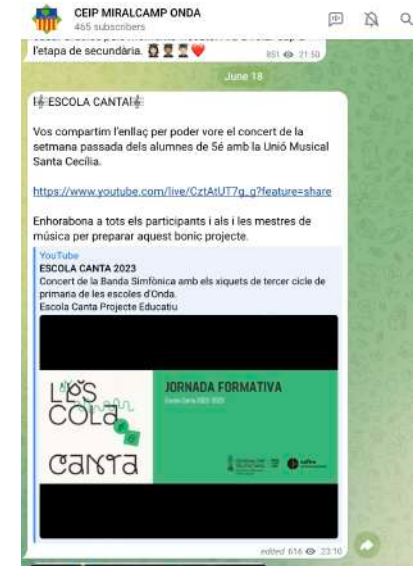 CEIP MIRALCAMP ONDA
465 subscribers
l'etapa de secundària.
851 21:50
June 18
ESCOLA CANTA!
Vos compartim l'enllaç per poder vore el concert de la
setmana passada dels alumnes de 5é amb la Unió Musical
Santa Cecília.
https://www.youtube.com/live/CztAtUT7g_g?feature=share
Enhorabona a tots els participants i als i les mestres de
música per preparar aquest bonic projecte.
YouTube
ESCOLA CANTA 2023
Concert de la Banda Simfònica amb els xiquets de tercer cicle de
primaria de les escoles d'Onda.
Escola Canta Projecte Educatiu
L'ES
COLA
CANTA
JORNADA FORMATIVA
edited 616 23:10